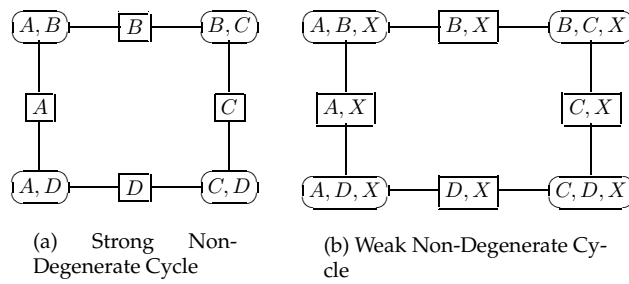 A, B B B, C A, B, X B, X B, C, X
A C A, X C, X
A, D D C, D A, D, X D, X C, D, X
(a) Strong Non-
Degenerate Cycle
(b) Weak Non-Degenerate Cy-
cle